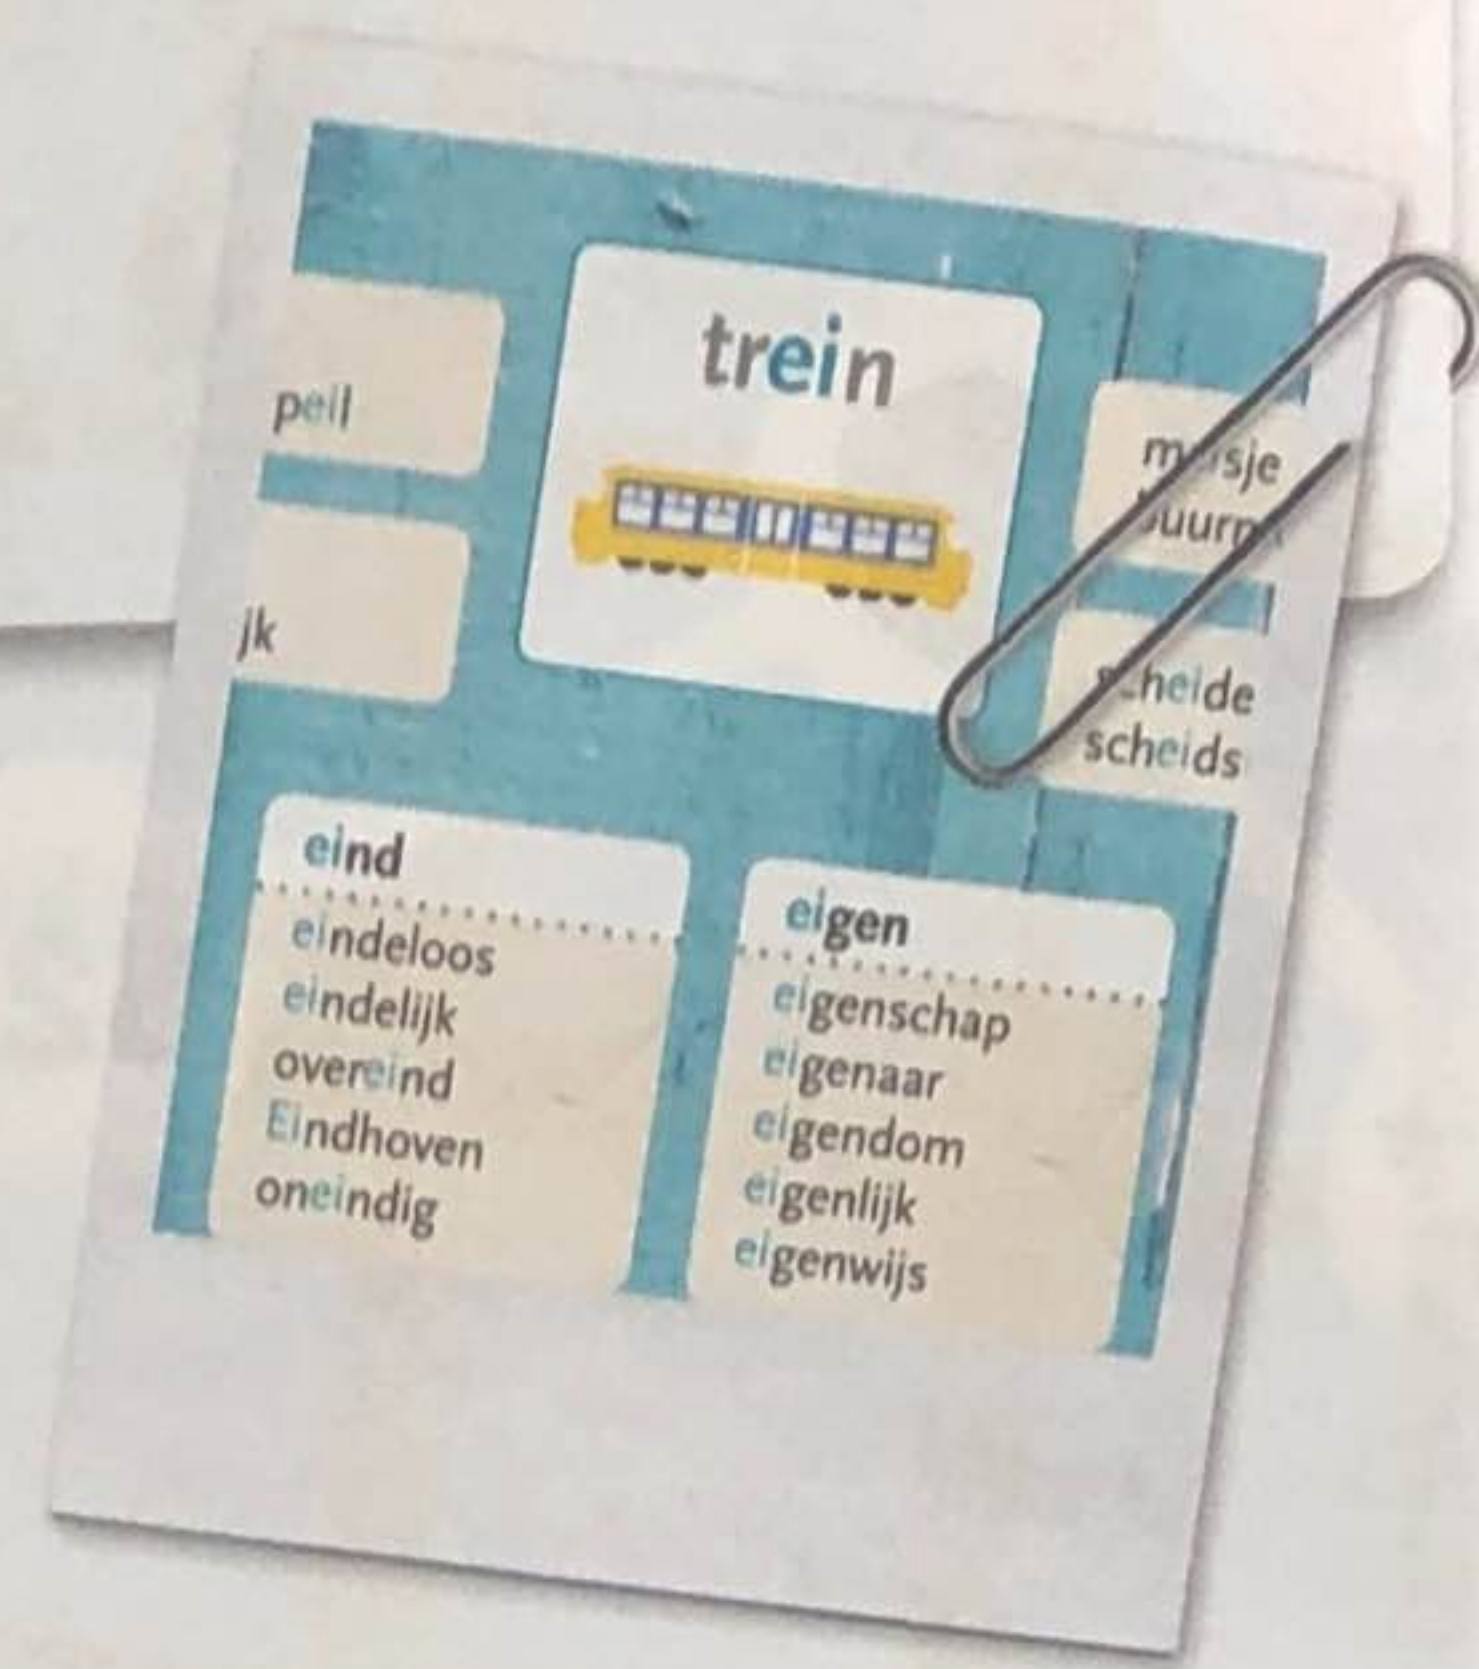 trein
peil
jk
scheids
eind
eindeloos
eindelijk
overeind
Eindhoven
oneindig
eigen
eigenschap
eigenaar
eigendom
eigenlijk
eigenwijs